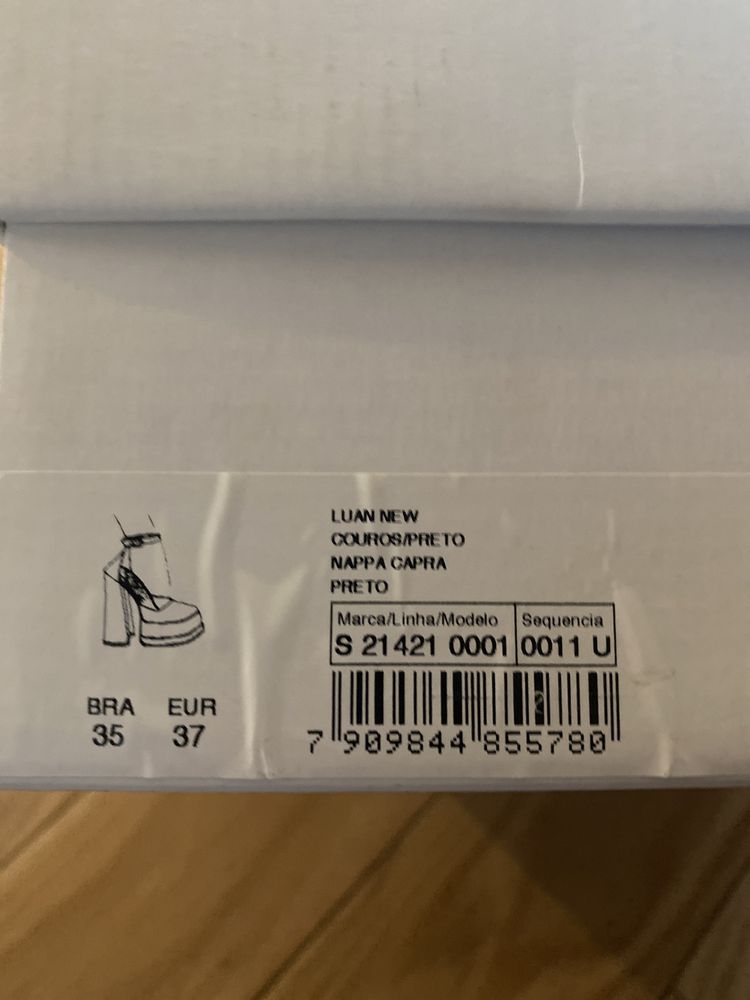 LUAN NEW
COUROS/PRETO
NAPPA CAPRA
PRETO
Marca/Linha/Modelo Sequencia
S 21421 0001 0011 U
BRA EUR
35 37
7 909844 855780